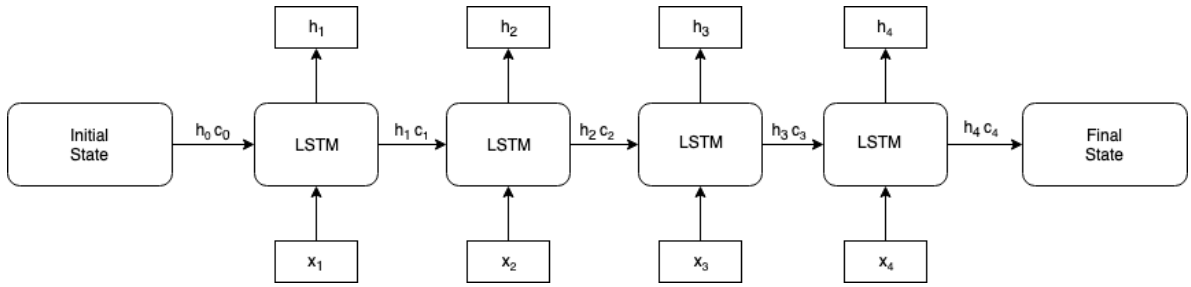 h₁
h₂
h₃
h₄
Initial
State
h₀ c₀
LSTM
h₁ c₁
LSTM
h₂ c₂
LSTM
h₃ c₃
LSTM
h₄ c₄
Final
State
x₁
x₂
x₃
x₄